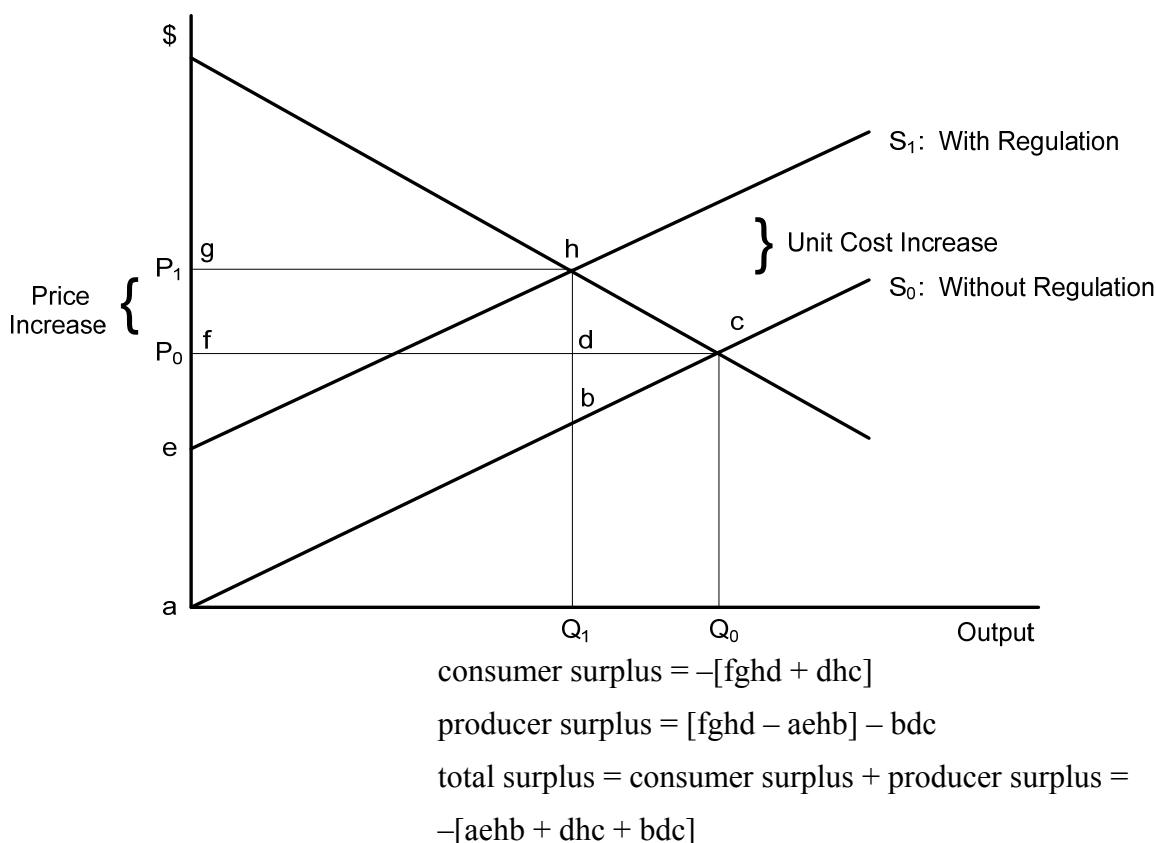 $
S₁: With Regulation
g
h
} Unit Cost Increase
P₁
Price
Increase {
S₀: Without Regulation
c
P₀
f
d
b
e
a
Q₁
Q₀
Output
consumer surplus = –[fghd + dhc]
producer surplus = [fghd – aehb] – bdc
total surplus = consumer surplus + producer surplus =
–[aehb + dhc + bdc]